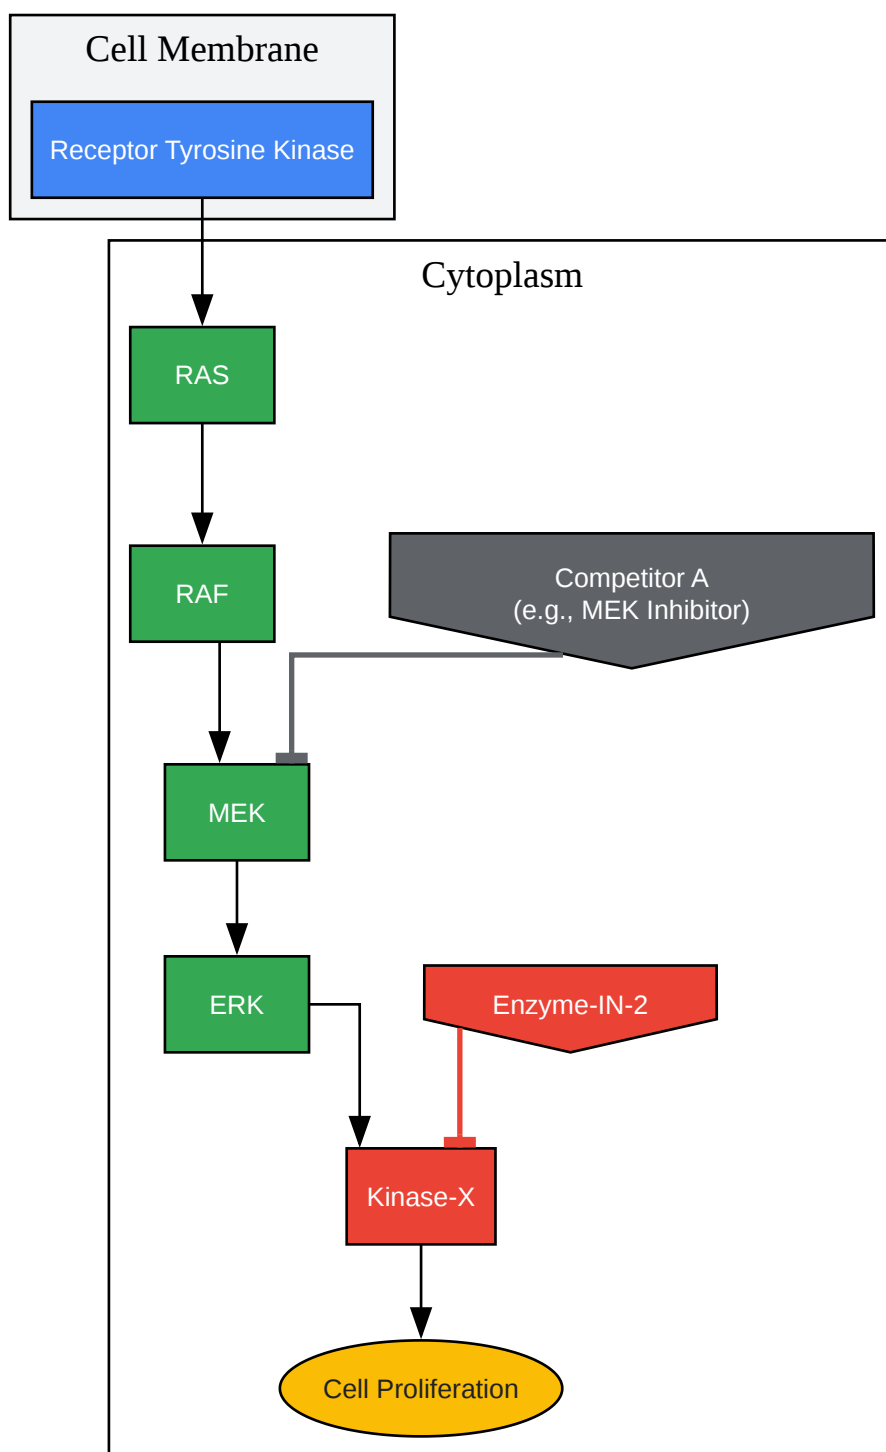 Cell Membrane
Receptor Tyrosine Kinase
Cytoplasm
RAS
RAF
Competitor A
(e.g., MEK Inhibitor)
MEK
ERK
Enzyme-IN-2
Kinase-X
Cell Proliferation